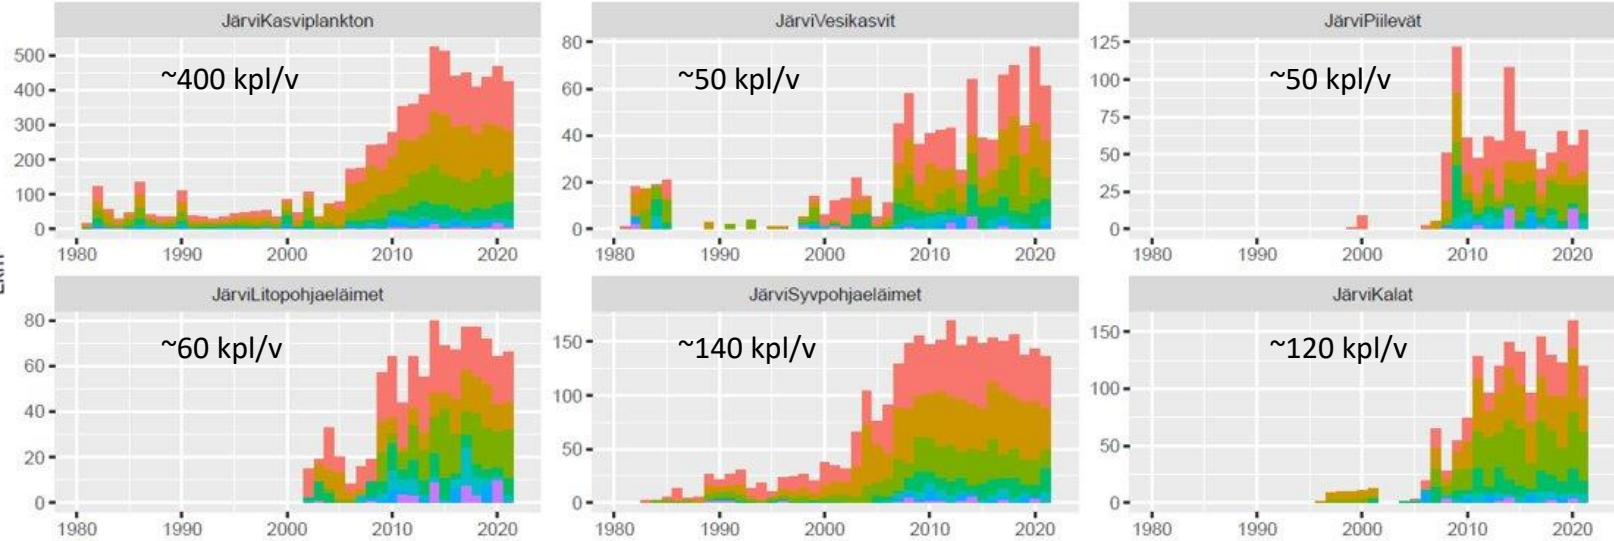 JärviKasviplankton
~400 kpl/v
500
400
300
200
100
0
1980 1990 2000 2010 2020
JärviVesikasvit
~50 kpl/v
80
60
40
20
0
1980 1990 2000 2010 2020
JärviPiilevät
~50 kpl/v
125
100
75
50
25
0
1980 1990 2000 2010 2020
JärviLitopohjaeläimet
~60 kpl/v
80
60
40
20
0
1980 1990 2000 2010 2020
JärviSyvpohjaeläimet
~140 kpl/v
150
100
50
0
1980 1990 2000 2010 2020
JärviKalat
~120 kpl/v
150
100
50
0
1980 1990 2000 2010 2020